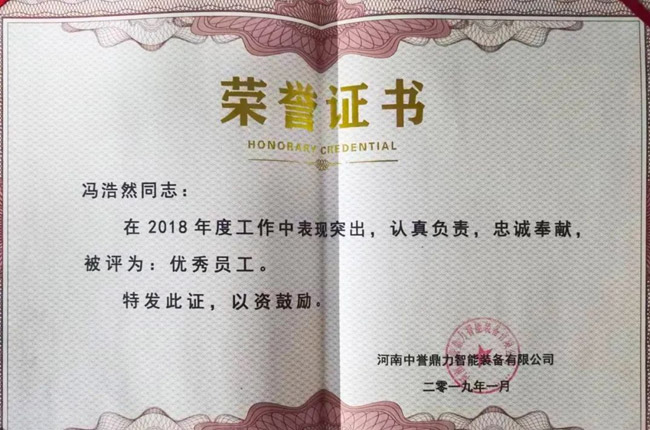 荣誉证书
HONORARY CREDENTIAL
冯浩然同志：
在2018年度工作中表现突出，认真负责，忠诚奉献，
被评为：优秀员工。
特发此证，以资鼓励。
河南中誉鼎力智能装备有限公司
二零一九年一月